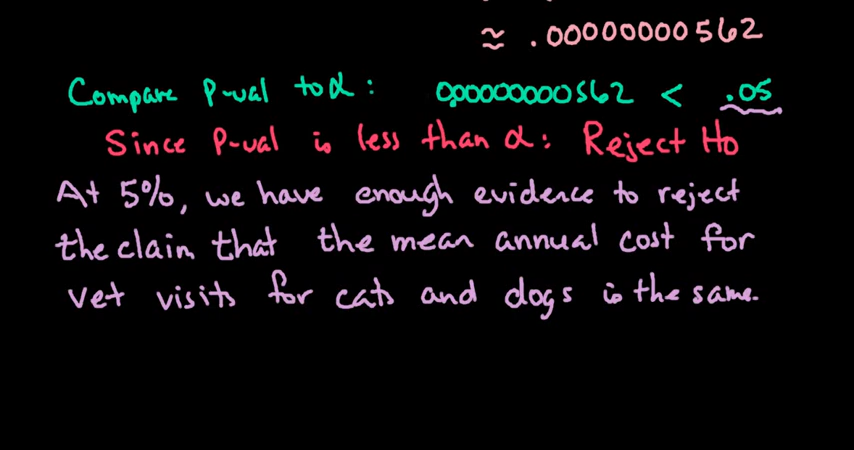 ≈ .00000000562
Compare P-val to α: 0.00000000562 < .05
Since P-val is less than α: Reject Ho
At 5%, we have enough evidence to reject
the claim that the mean annual cost for
vet visits for cats and dogs is the same.